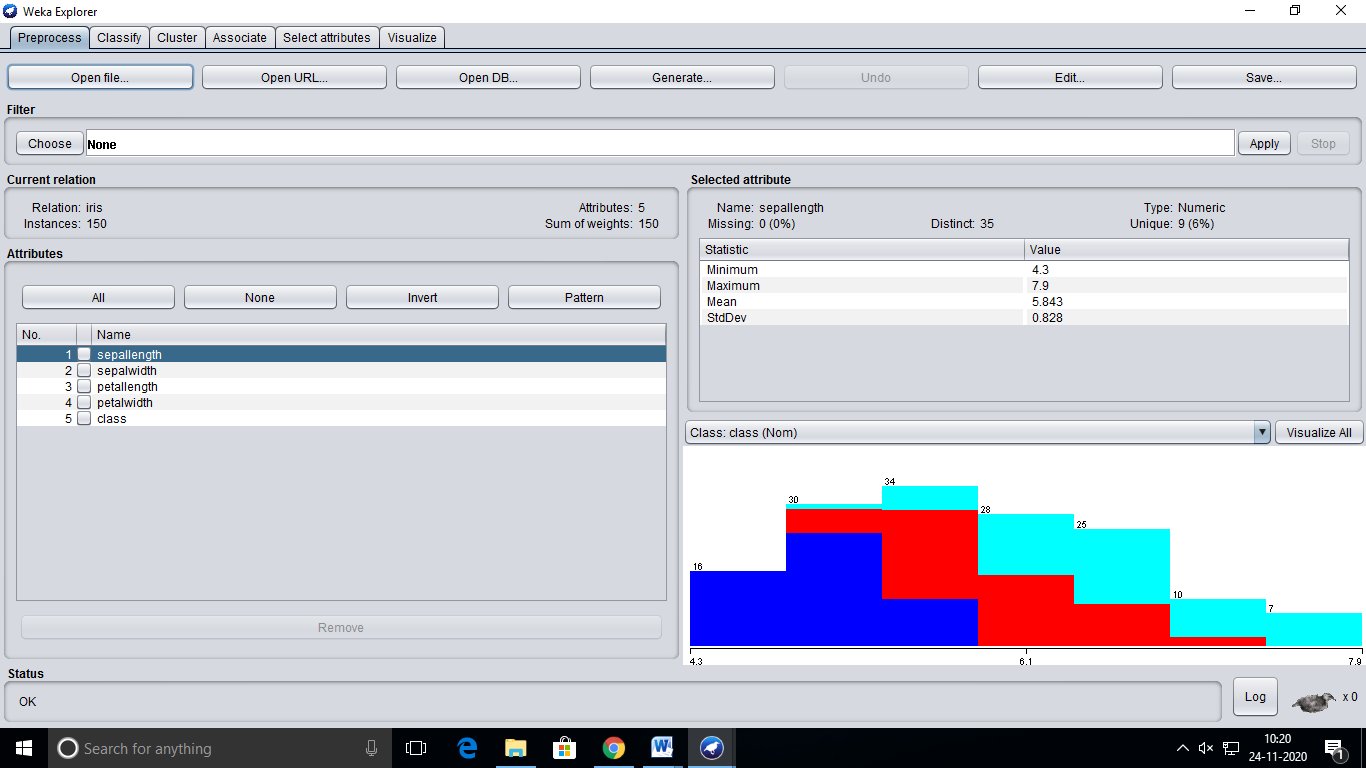 Weka Explorer
Preprocess Classify Cluster Associate Select attributes Visualize
Open file... Open URL... Open DB... Generate... Undo Edit... Save...
Filter
Choose None Apply Stop
Current relation
Relation: iris Attributes: 5
Instances: 150 Sum of weights: 150
Attributes
All None Invert Pattern
No. Name
1 sepallength
2 sepalwidth
3 petallength
4 petalwidth
5 class
Remove
Selected attribute
Name: sepallength Type: Numeric
Missing: 0 (0%) Distinct: 35 Unique: 9 (6%)
Statistic Value
Minimum 4.3
Maximum 7.9
Mean 5.843
StdDev 0.828
Class: class (Nom) Visualize All
16 30 34 28 25 10 7
4.3 6.1 7.9
Status
OK
Log x 0
Search for anything
10:20
24-11-2020
1